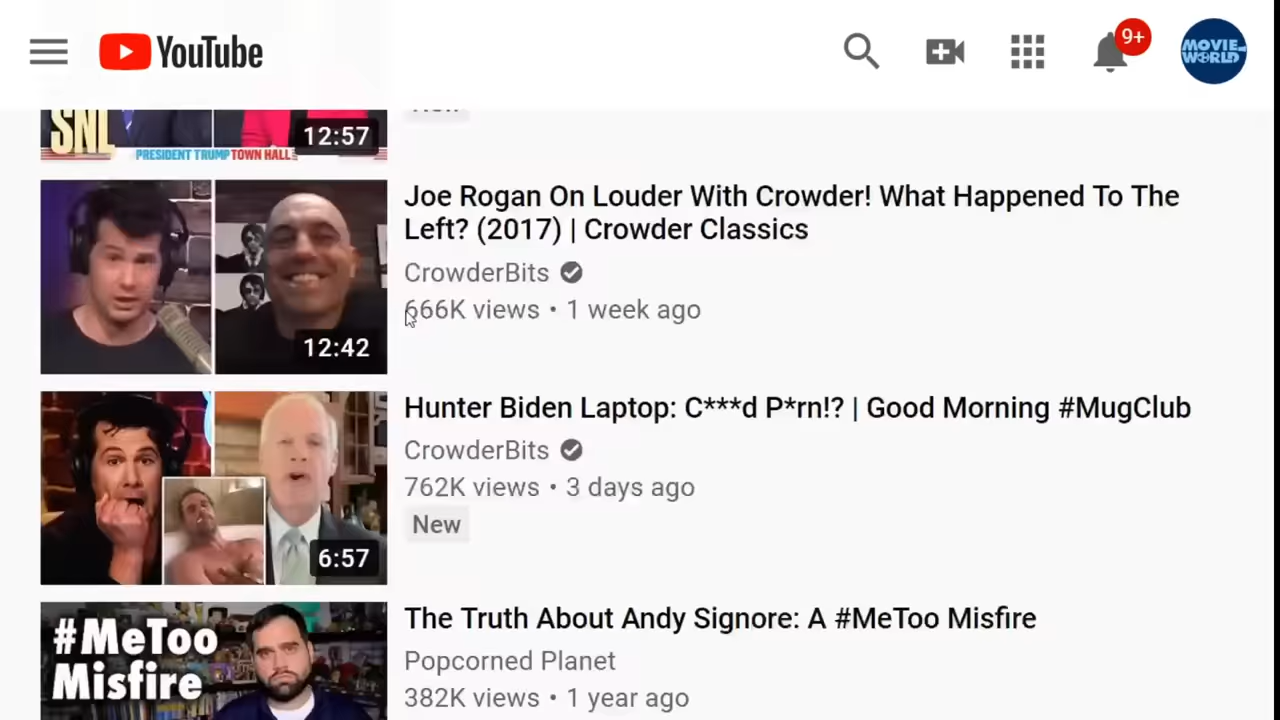 YouTube
9+
MOVIE
WORLD
SNL
12:57
PRESIDENT TRUMP TOWN HALL
Joe Rogan On Louder With Crowder! What Happened To The
Left? (2017) | Crowder Classics
CrowderBits
666K views • 1 week ago
12:42
Hunter Biden Laptop: C***d P*rn!? | Good Morning #MugClub
CrowderBits
762K views • 3 days ago
New
6:57
#MeToo
Misfire
The Truth About Andy Signore: A #MeToo Misfire
Popcorned Planet
382K views • 1 year ago